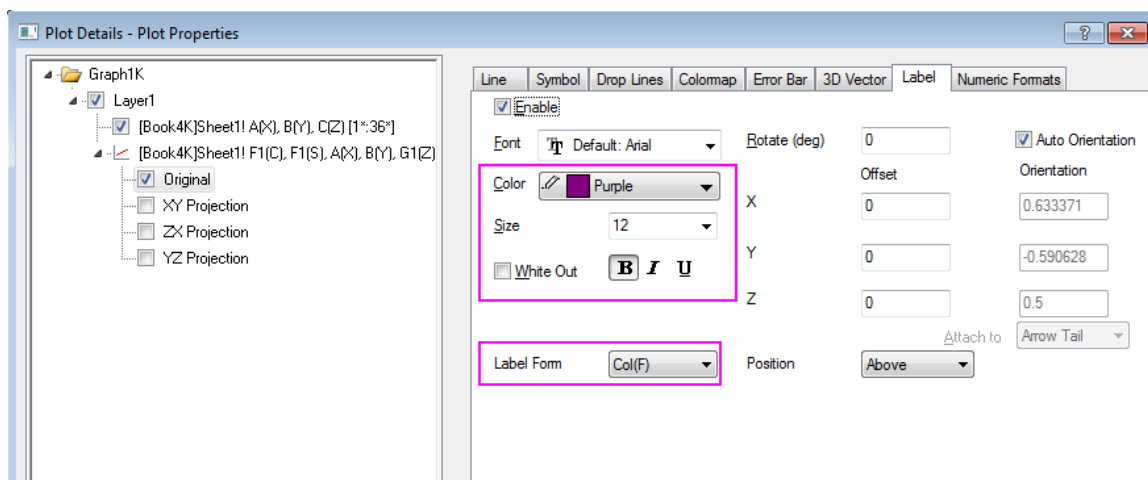 Plot Details - Plot Properties
Graph1K
Layer1
[Book4K]Sheet1! A(X), B(Y), C(Z) [1*:36*]
[Book4K]Sheet1! F1(C), F1(S), A(X), B(Y), G1(Z)
Original
XY Projection
ZX Projection
YZ Projection
Line Symbol Drop Lines Colormap Error Bar 3D Vector Label Numeric Formats
Enable
Font Default: Arial Rotate (deg) 0 Auto Orientation
Offset Orientation
Color Purple X 0 0.633371
Size 12
White Out B I U Y 0 -0.590628
Z 0 0.5
Attach to Arrow Tail
Label Form Col(F) Position Above